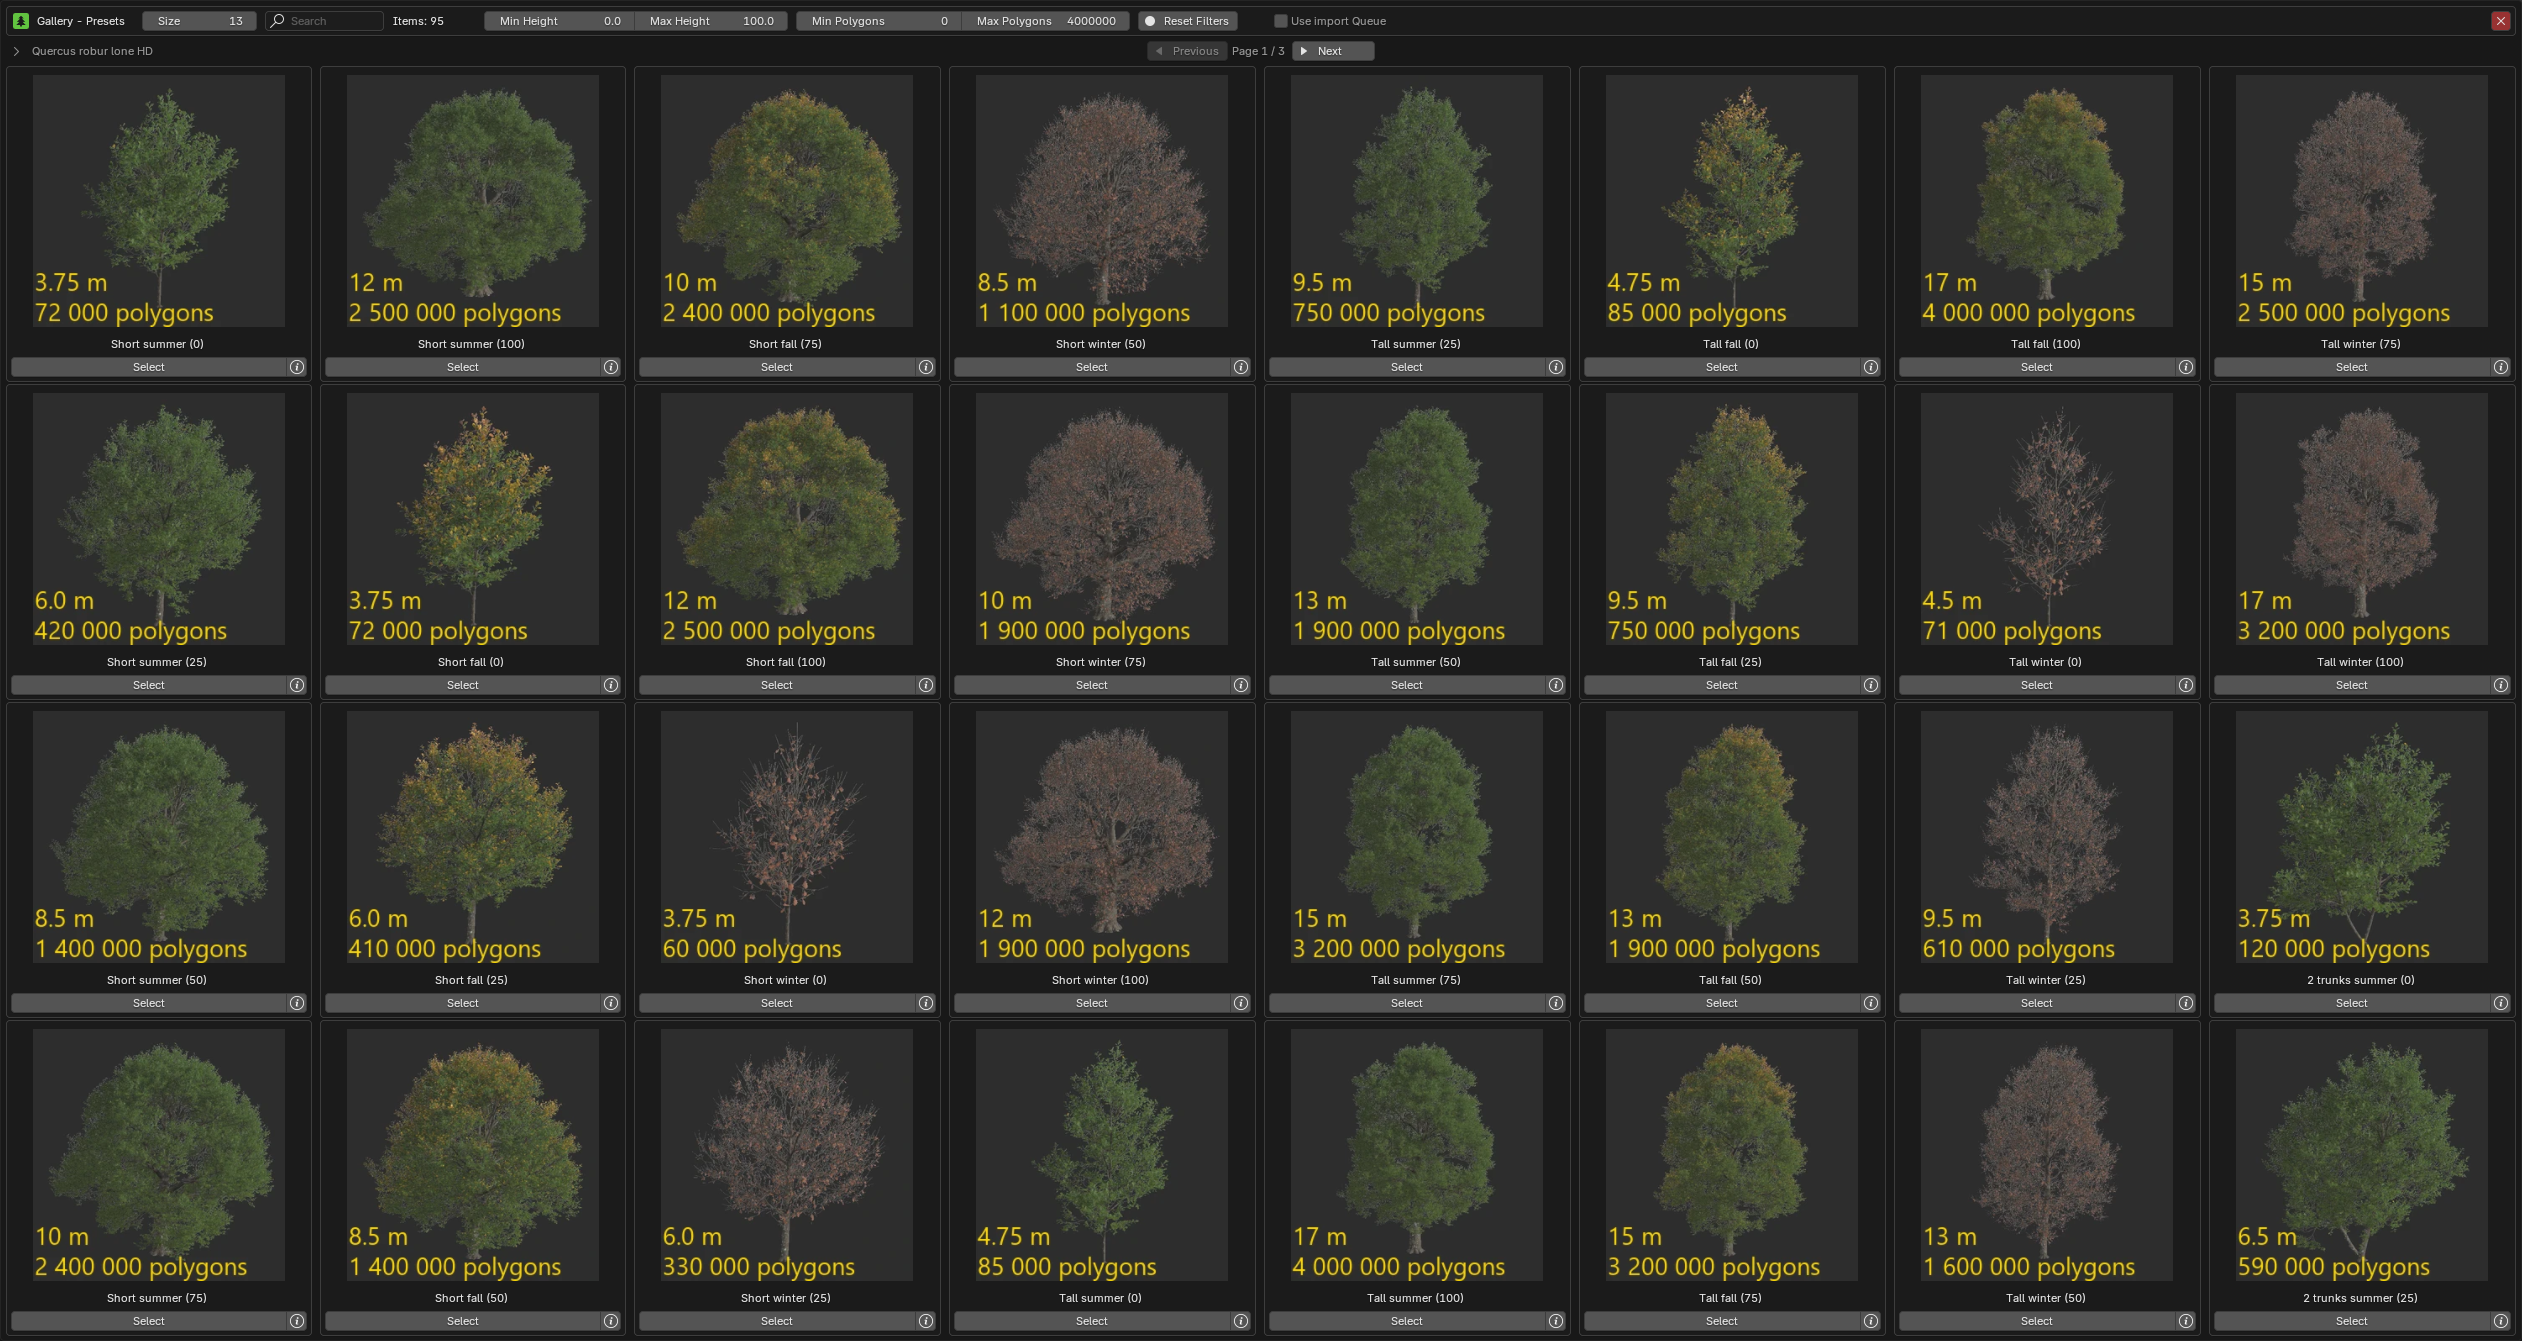 Gallery - Presets Size 13 Search Items: 95 Min Height 0.0 Max Height 100.0 Min Polygons 0 Max Polygons 4000000 Reset Filters Use import Queue
Quercus robur lone HD Previous Page 1 / 3 Next
3.75 m
72 000 polygons
Short summer (0)
Select
12 m
2 500 000 polygons
Short summer (100)
Select
10 m
2 400 000 polygons
Short fall (75)
Select
8.5 m
1 100 000 polygons
Short winter (50)
Select
9.5 m
750 000 polygons
Tall summer (25)
Select
4.75 m
85 000 polygons
Tall fall (0)
Select
17 m
4 000 000 polygons
Tall fall (100)
Select
15 m
2 500 000 polygons
Tall winter (75)
Select
6.0 m
420 000 polygons
Short summer (25)
Select
3.75 m
72 000 polygons
Short fall (0)
Select
12 m
2 500 000 polygons
Short fall (100)
Select
10 m
1 900 000 polygons
Short winter (75)
Select
13 m
1 900 000 polygons
Tall summer (50)
Select
9.5 m
750 000 polygons
Tall fall (25)
Select
4.5 m
71 000 polygons
Tall winter (0)
Select
17 m
3 200 000 polygons
Tall winter (100)
Select
8.5 m
1 400 000 polygons
Short summer (50)
Select
6.0 m
410 000 polygons
Short fall (25)
Select
3.75 m
60 000 polygons
Short winter (0)
Select
12 m
1 900 000 polygons
Short winter (100)
Select
15 m
3 200 000 polygons
Tall summer (75)
Select
13 m
1 900 000 polygons
Tall fall (50)
Select
9.5 m
610 000 polygons
Tall winter (25)
Select
3.75 m
120 000 polygons
2 trunks summer (0)
Select
10 m
2 400 000 polygons
Short summer (75)
Select
8.5 m
1 400 000 polygons
Short fall (50)
Select
6.0 m
330 000 polygons
Short winter (25)
Select
4.75 m
85 000 polygons
Tall summer (0)
Select
17 m
4 000 000 polygons
Tall summer (100)
Select
15 m
3 200 000 polygons
Tall fall (75)
Select
13 m
1 600 000 polygons
Tall winter (50)
Select
6.5 m
590 000 polygons
2 trunks summer (25)
Select